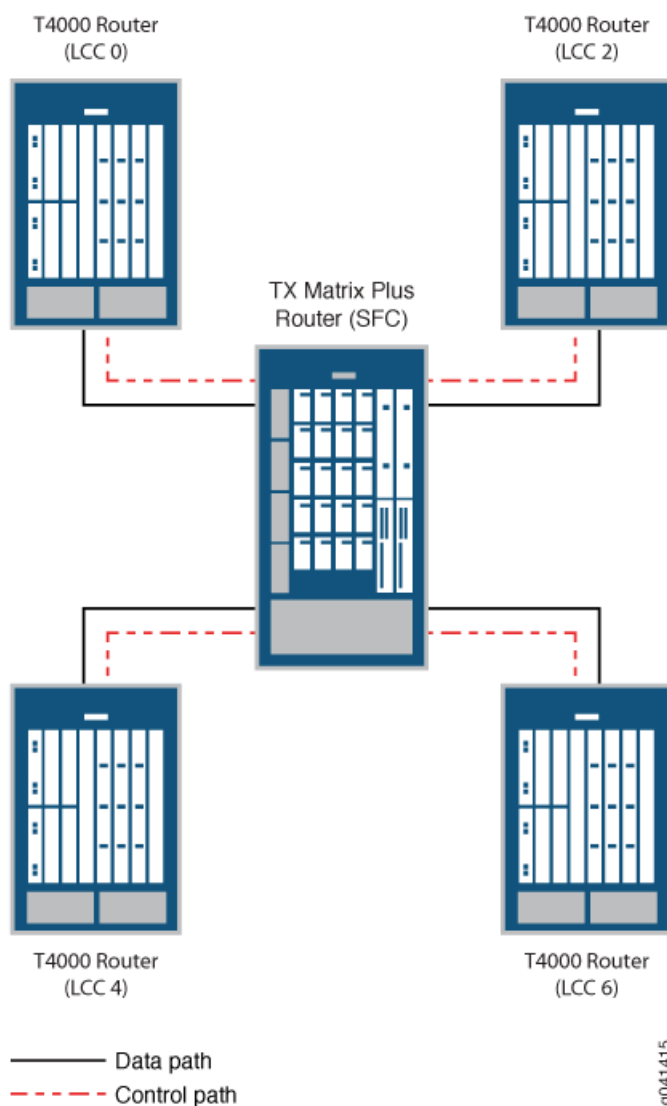 T4000 Router
(LCC 0)
T4000 Router
(LCC 2)
TX Matrix Plus
Router (SFC)
T4000 Router
(LCC 4)
T4000 Router
(LCC 6)
Data path
Control path
g041415